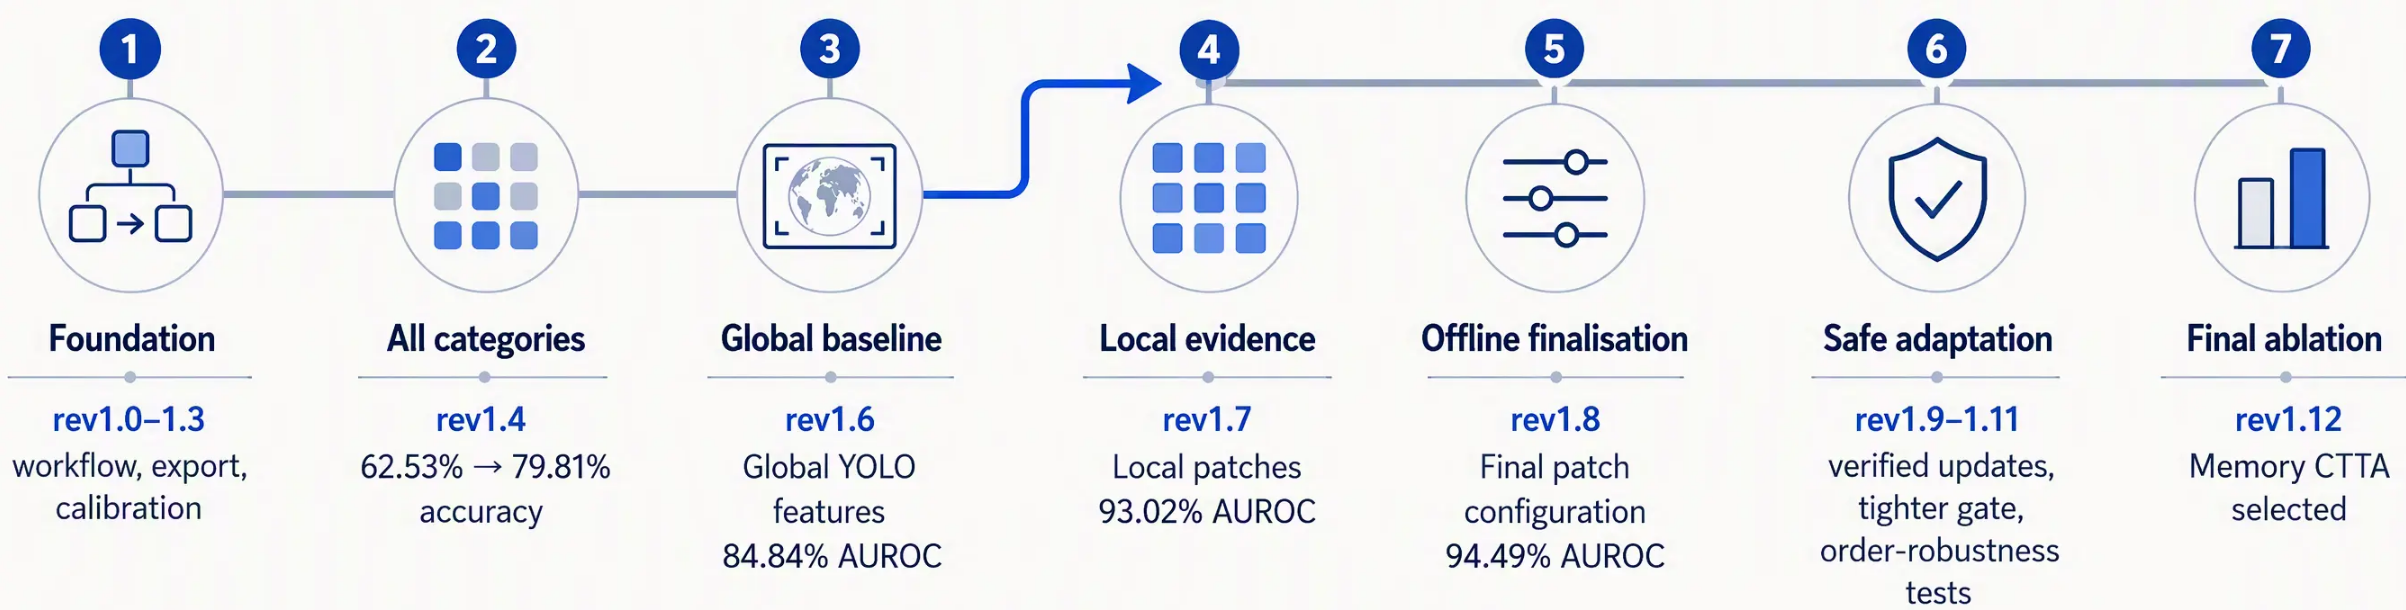 1
2
3
4
5
6
7
Foundation
rev1.0–1.3
workflow, export,
calibration
All categories
rev1.4
62.53% → 79.81%
accuracy
Global baseline
rev1.6
Global YOLO
features
84.84% AUROC
Local evidence
rev1.7
Local patches
93.02% AUROC
Offline finalisation
rev1.8
Final patch
configuration
94.49% AUROC
Safe adaptation
rev1.9–1.11
verified updates,
tighter gate,
order-robustness
tests
Final ablation
rev1.12
Memory CTTA
selected